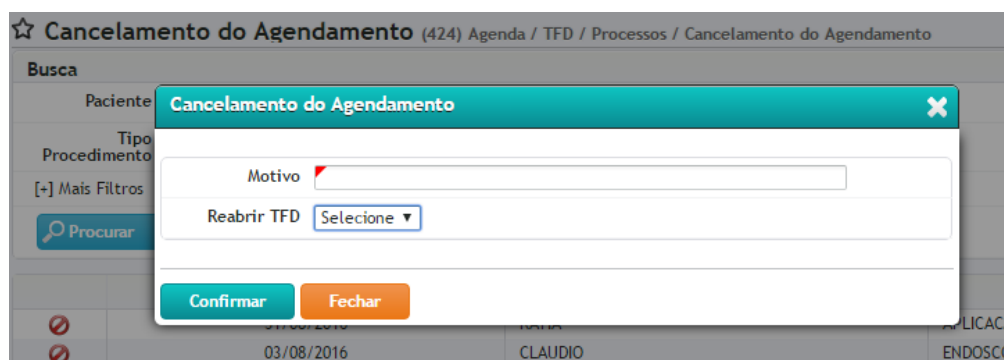 Cancelamento do Agendamento (424) Agenda / TFD / Processos / Cancelamento do Agendamento
Busca
Paciente
Cancelamento do Agendamento
Tipo
Procedimento
Motivo
[+] Mais Filtros
Reabrir TFD Selecione
Procurar
Confirmar Fechar
03/08/2016 CLAUDIO ENDOSC